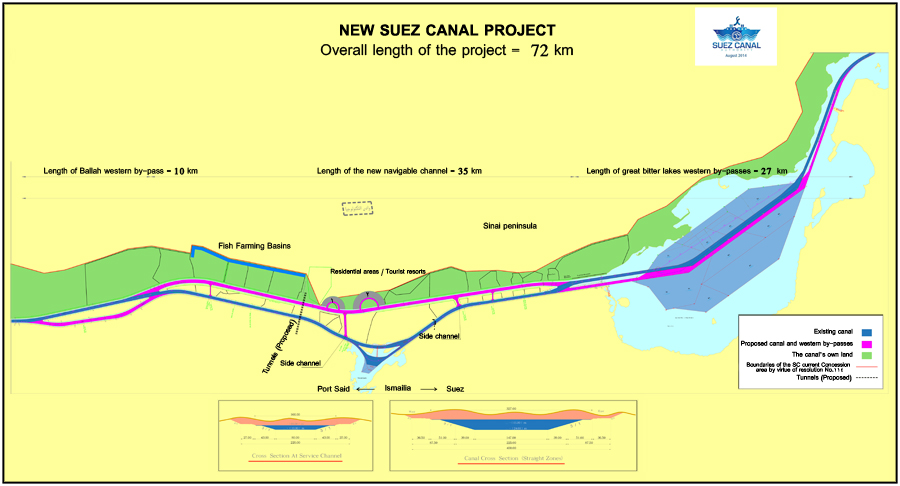 NEW SUEZ CANAL PROJECT
Overall length of the project = 72 km
SUEZ CANAL
August 2014
Length of Ballah western by-pass = 10 km
Length of the new navigable channel = 35 km
Length of great bitter lakes western by-passes = 27 km
Sinai peninsula
Fish Farming Basins
Residential areas / Tourist resorts
Tunnels (Proposed)
Side channel
Side channel
Port Said
Ismailia
Suez
Existing canal
Proposed canal and western by-passes
The canal's own land
Boundaries of the SC current Concession
area by virtue of resolution No.11
Tunnels (Proposed)
Cross Section At Service Channel
Canal Cross Section (Straight Zones)